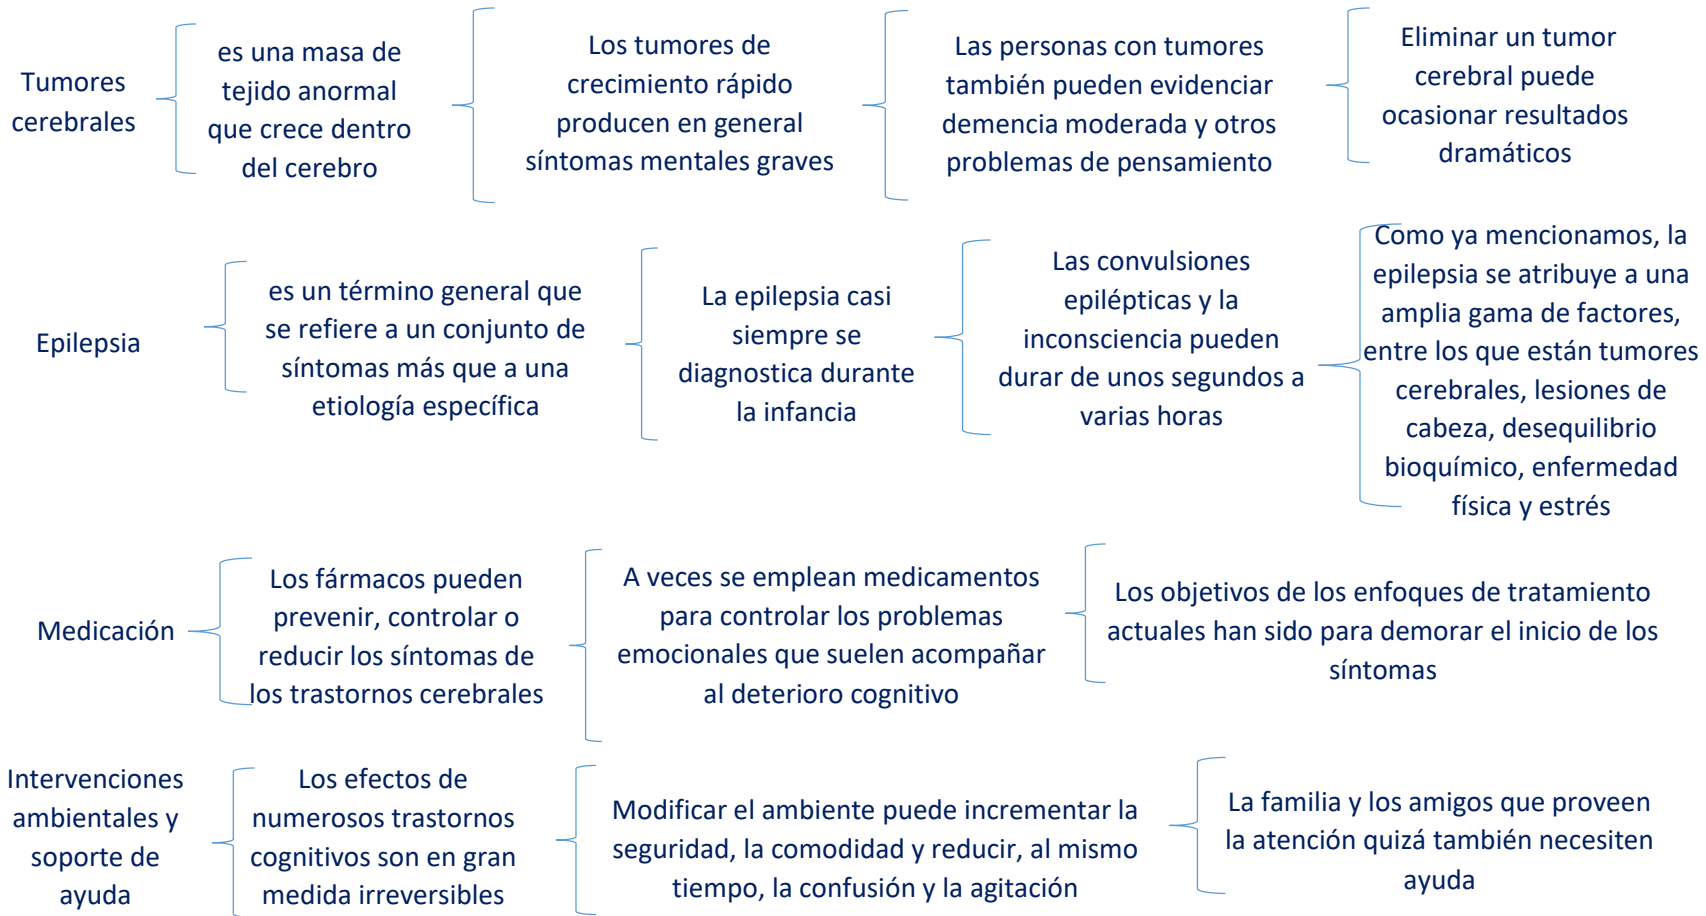 Tumores
cerebrales
es una masa de
tejido anormal
que crece dentro
del cerebro
Los tumores de
crecimiento rápido
producen en general
síntomas mentales graves
Las personas con tumores
también pueden evidenciar
demencia moderada y otros
problemas de pensamiento
Eliminar un tumor
cerebral puede
ocasionar resultados
dramáticos
Epilepsia
es un término general que
se refiere a un conjunto de
síntomas más que a una
etiología específica
La epilepsia casi
siempre se
diagnostica durante
la infancia
Las convulsiones
epilépticas y la
inconsciencia pueden
durar de unos segundos a
varias horas
Como ya mencionamos, la
epilepsia se atribuye a una
amplia gama de factores,
entre los que están tumores
cerebrales, lesiones de
cabeza, desequilibrio
bioquímico, enfermedad
física y estrés
Medicación
Los fármacos pueden
prevenir, controlar o
reducir los síntomas de
los trastornos cerebrales
A veces se emplean medicamentos
para controlar los problemas
emocionales que suelen acompañar
al deterioro cognitivo
Los objetivos de los enfoques de tratamiento
actuales han sido para demorar el inicio de los
síntomas
Intervenciones
ambientales y
soporte de
ayuda
Los efectos de
numerosos trastornos
cognitivos son en gran
medida irreversibles
Modificar el ambiente puede incrementar la
seguridad, la comodidad y reducir, al mismo
tiempo, la confusión y la agitación
La familia y los amigos que proveen
la atención quizá también necesiten
ayuda